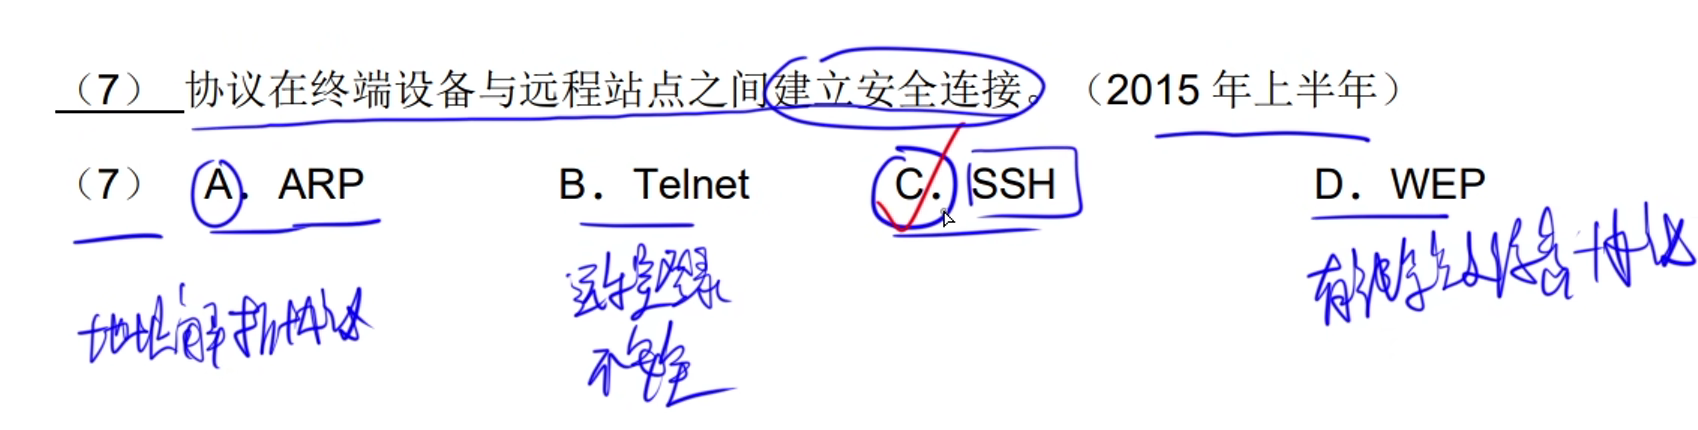 (7) 协议在终端设备与远程站点之间建立安全连接。(2015 年上半年)
(7) A. ARP B. Telnet C. SSH D. WEP
地址解析协议
远程登录
不安全
有线等效保密协议